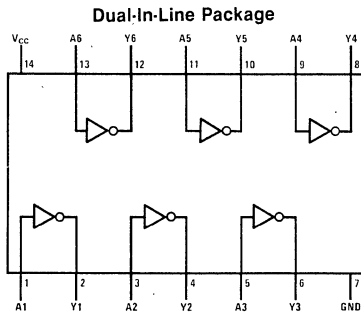 Dual-In-Line Package
VCC A6 Y6 A5 Y5 A4 Y4
14 13 12 11 10 9 8
1 2 3 4 5 6 7
A1 Y1 A2 Y2 A3 Y3 GND